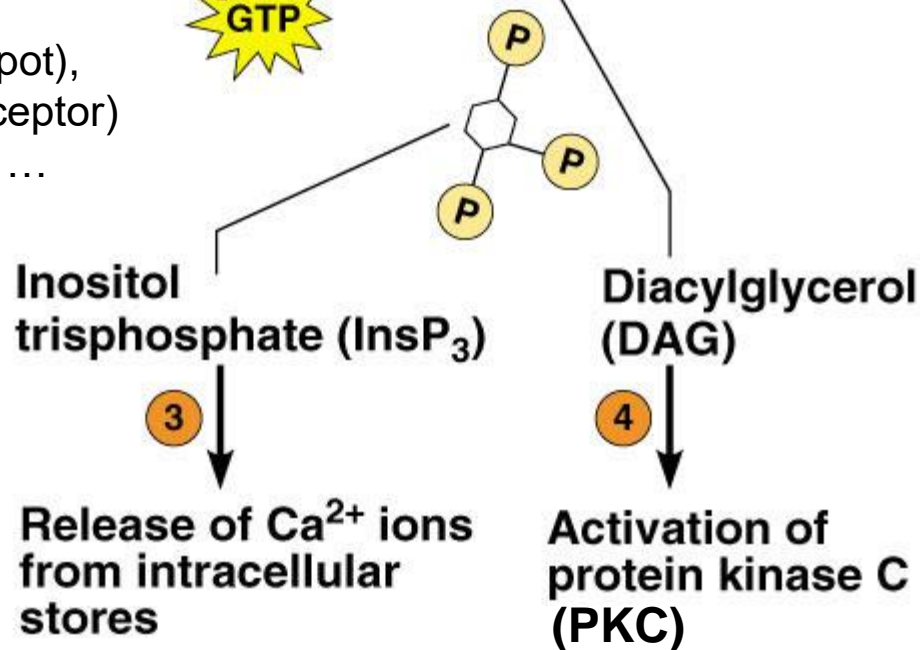 GTP
pot),
ceptor)
…
P
P
P
Inositol
trisphosphate (InsP₃)
Diacylglycerol
(DAG)
3
4
Release of Ca²⁺ ions
from intracellular
stores
Activation of
protein kinase C
(PKC)